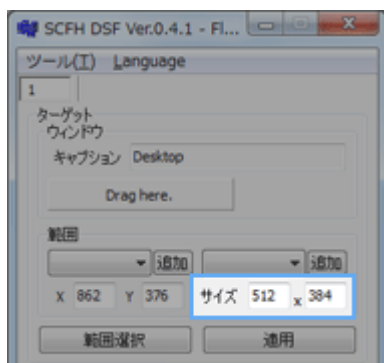 SCFH DSF Ver.0.4.1 - Fl...
ツール(T) Language
1
ターゲット
ウィンドウ
キャプション Desktop
Drag here.
範囲
追加 追加
X 862 Y 376 サイズ 512 x 384
範囲選択 適用